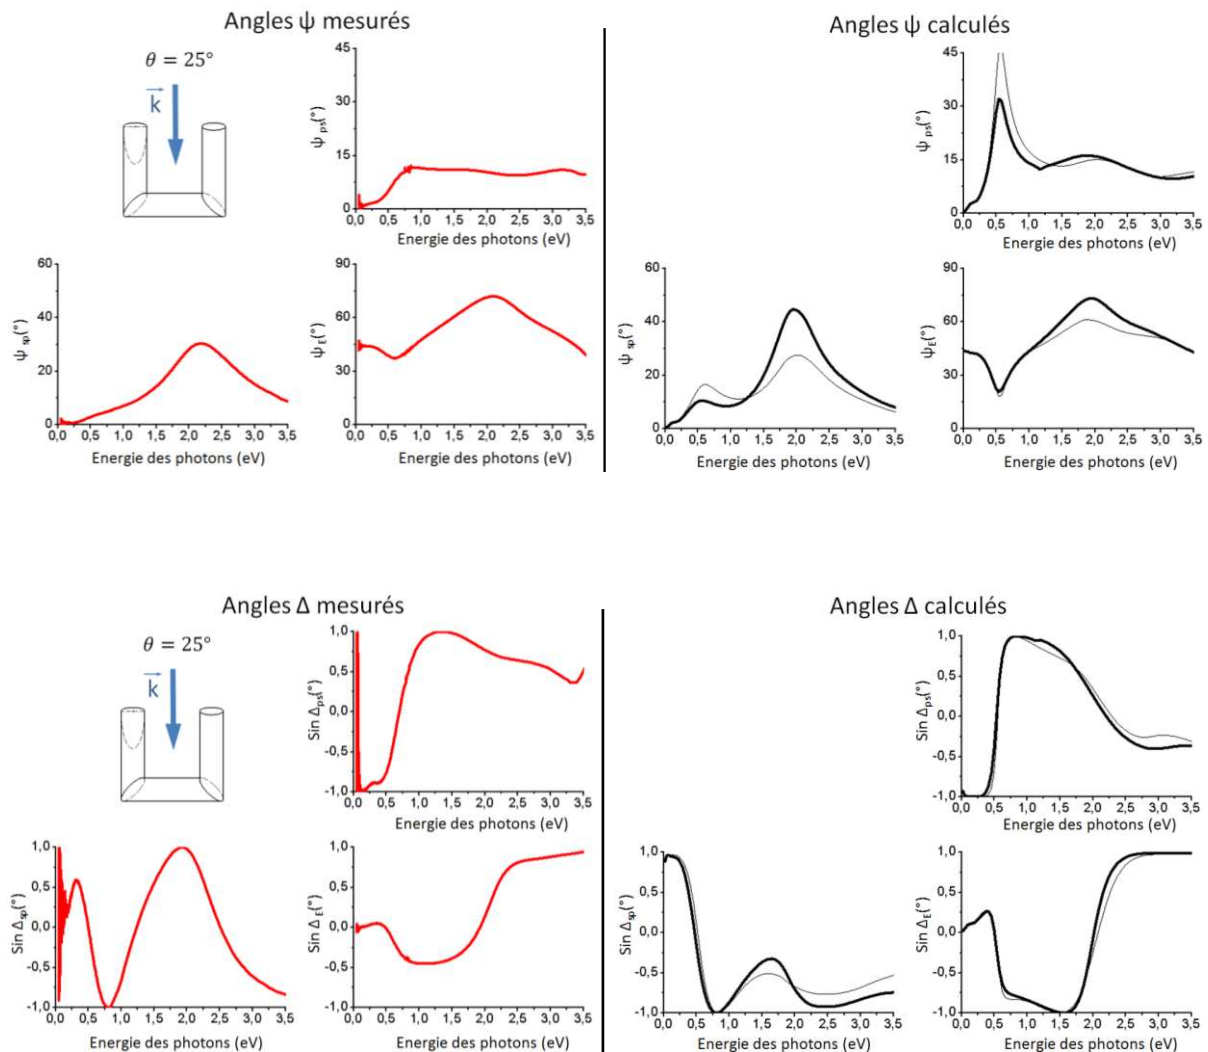 Angles ψ mesurés
θ = 25°
k
45
30
15
0
ψ ps(°)
0,0 0,5 1,0 1,5 2,0 2,5 3,0 3,5
Energie des photons (eV)
60
40
20
0
ψ sp(°)
0,0 0,5 1,0 1,5 2,0 2,5 3,0 3,5
Energie des photons (eV)
90
60
30
0
ψ E(°)
0,0 0,5 1,0 1,5 2,0 2,5 3,0 3,5
Energie des photons (eV)
Angles ψ calculés
45
30
15
0
ψ ps(°)
0,0 0,5 1,0 1,5 2,0 2,5 3,0 3,5
Energie des photons (eV)
60
40
20
0
ψ sp(°)
0,0 0,5 1,0 1,5 2,0 2,5 3,0 3,5
Energie des photons (eV)
90
60
30
0
ψE(°)
0,0 0,5 1,0 1,5 2,0 2,5 3,0 3,5
Energie des photons (eV)
Angles Δ mesurés
θ = 25°
k
1,0
0,5
0,0
-0,5
-1,0
Sin Δps(°)
0,0 0,5 1,0 1,5 2,0 2,5 3,0 3,5
Energie des photons (eV)
1,0
0,5
0,0
-0,5
-1,0
Sin Δsp(°)
0,0 0,5 1,0 1,5 2,0 2,5 3,0 3,5
Energie des photons (eV)
1,0
0,5
0,0
-0,5
-1,0
Sin Δ E(°)
0,0 0,5 1,0 1,5 2,0 2,5 3,0 3,5
Energie des photons (eV)
Angles Δ calculés
1,0
0,5
0,0
-0,5
-1,0
Sin Δps(°)
0,0 0,5 1,0 1,5 2,0 2,5 3,0 3,5
Energie des photons (eV)
1,0
0,5
0,0
-0,5
-1,0
Sin Δsp(°)
0,0 0,5 1,0 1,5 2,0 2,5 3,0 3,5
Energie des photons (eV)
1,0
0,5
0,0
-0,5
-1,0
Sin ΔE(°)
0,0 0,5 1,0 1,5 2,0 2,5 3,0 3,5
Energie des photons (eV)